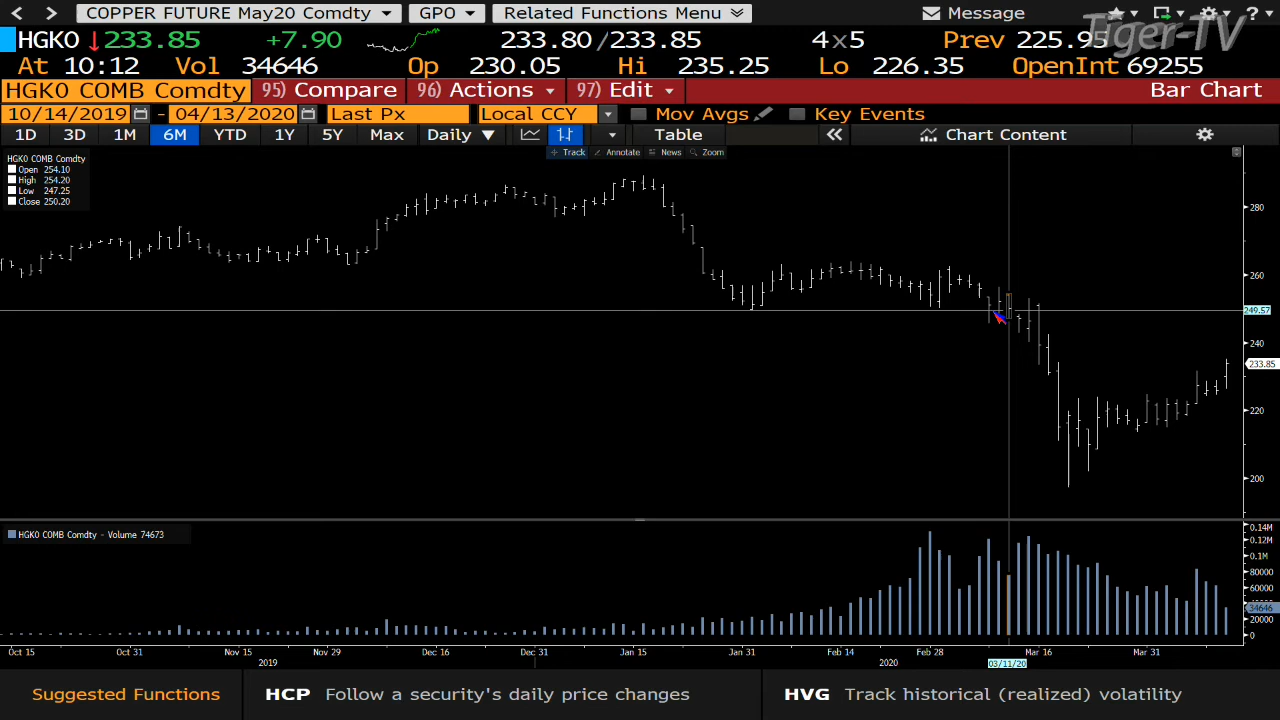 COPPER FUTURE May20 Comdty GPO Related Functions Menu Message ?
Tiger-TV
HGK0 ↓233.85 +7.90 233.80/233.85 4x5 Prev 225.95
At 10:12 Vol 34646 Op 230.05 Hi 235.25 Lo 226.35 OpenInt 69255
HGK0 COMB Comdty 95) Compare 96) Actions 97) Edit Bar Chart
10/14/2019 - 04/13/2020 Last Px Local CCY Mov Avgs Key Events
1D 3D 1M 6M YTD 1Y 5Y Max Daily ▼ Table « Chart Content
Track Annotate News Zoom
HGK0 COMB Comdty
Open 254.10
High 254.20
Low 247.25
Close 250.20
280
260
249.57
240
233.85
220
200
HGK0 COMB Comdty - Volume 74673
0.14M
0.12M
0.1M
80000
60000
34646
20000
0
Oct 15 Oct 31 Nov 15 Nov 29 Dec 16 Dec 31 Jan 15 Jan 31 Feb 14 Feb 28 Mar 16 Mar 31
2019 2020 03/11/20
Suggested Functions HCP Follow a security's daily price changes HVG Track historical (realized) volatility